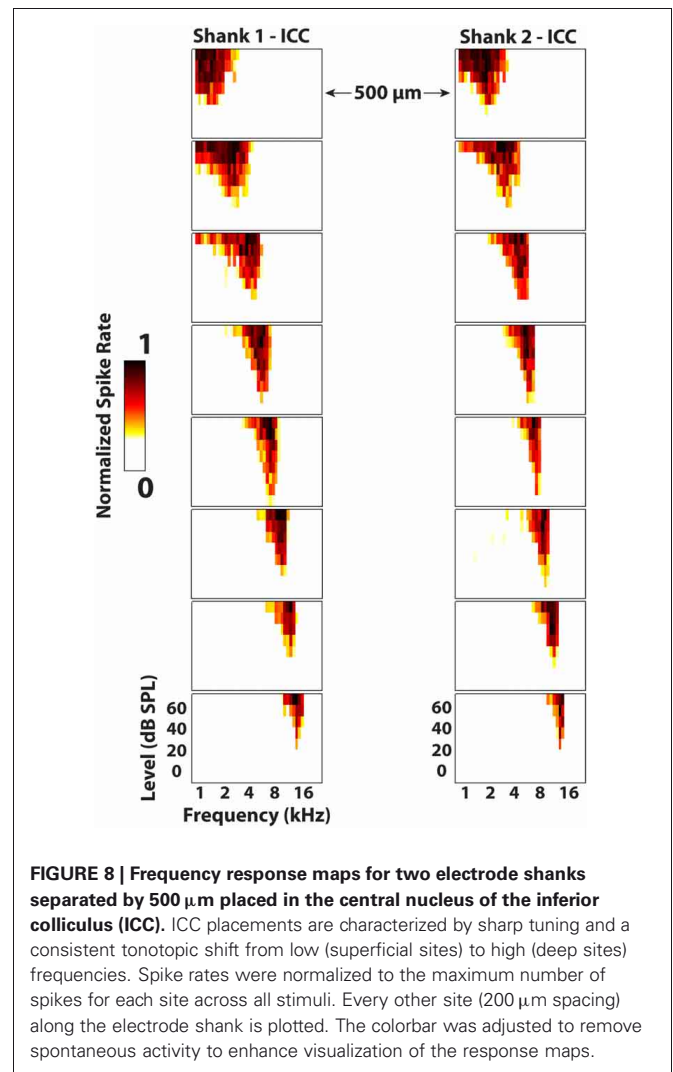 Shank 1 - ICC
Shank 2 - ICC
500 μm
Normalized Spike Rate
1
0
Level (dB SPL)
60
40
20
0
60
40
20
0
1 2 4 8 16
1 2 4 8 16
Frequency (kHz)
FIGURE 8 | Frequency response maps for two electrode shanks
separated by 500 μm placed in the central nucleus of the inferior
colliculus (ICC). ICC placements are characterized by sharp tuning and a
consistent tonotopic shift from low (superficial sites) to high (deep sites)
frequencies. Spike rates were normalized to the maximum number of
spikes for each site across all stimuli. Every other site (200 μm spacing)
along the electrode shank is plotted. The colorbar was adjusted to remove
spontaneous activity to enhance visualization of the response maps.